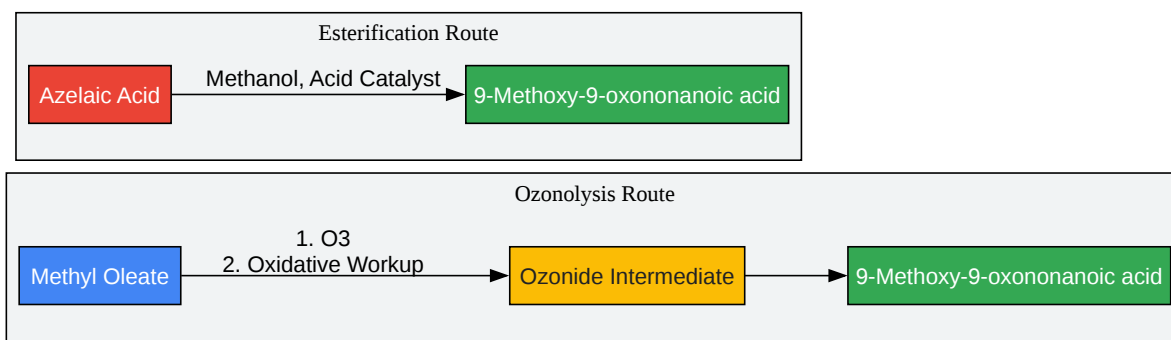 Esterification Route
Azelaic Acid
Methanol, Acid Catalyst
9-Methoxy-9-oxononanoic acid
Ozonolysis Route
Methyl Oleate
1. O3
2. Oxidative Workup
Ozonide Intermediate
9-Methoxy-9-oxononanoic acid